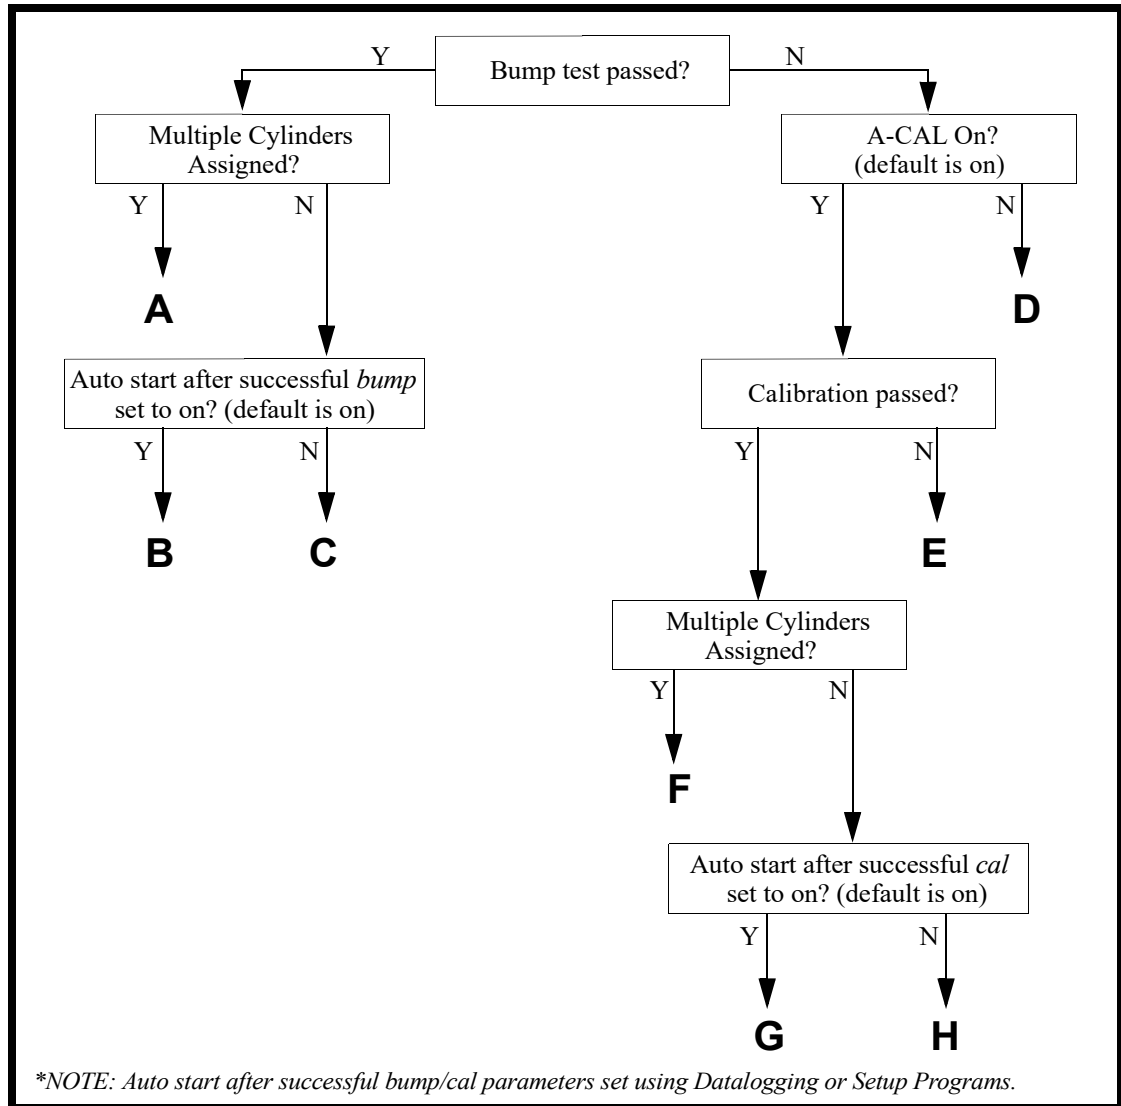 Y
Bump test passed?
N
Multiple Cylinders
Assigned?
A-CAL On?
(default is on)
Y
N
Y
N
A
D
Auto start after successful bump
set to on? (default is on)
Calibration passed?
Y
N
Y
N
B
C
E
Multiple Cylinders
Assigned?
Y
N
F
Auto start after successful cal
set to on? (default is on)
Y
N
G
H
*NOTE: Auto start after successful bump/cal parameters set using Datalogging or Setup Programs.